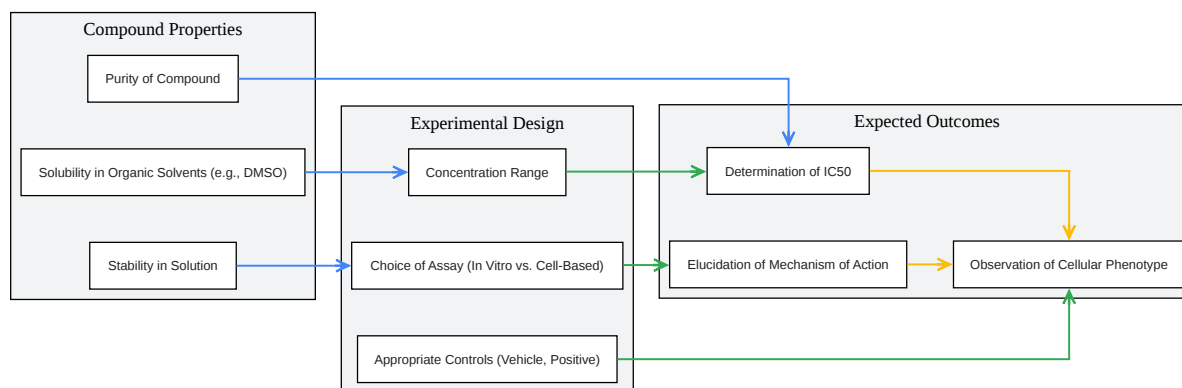 Compound Properties
Purity of Compound
Solubility in Organic Solvents (e.g., DMSO)
Stability in Solution
Experimental Design
Concentration Range
Choice of Assay (In Vitro vs. Cell-Based)
Appropriate Controls (Vehicle, Positive)
Expected Outcomes
Determination of IC50
Elucidation of Mechanism of Action
Observation of Cellular Phenotype